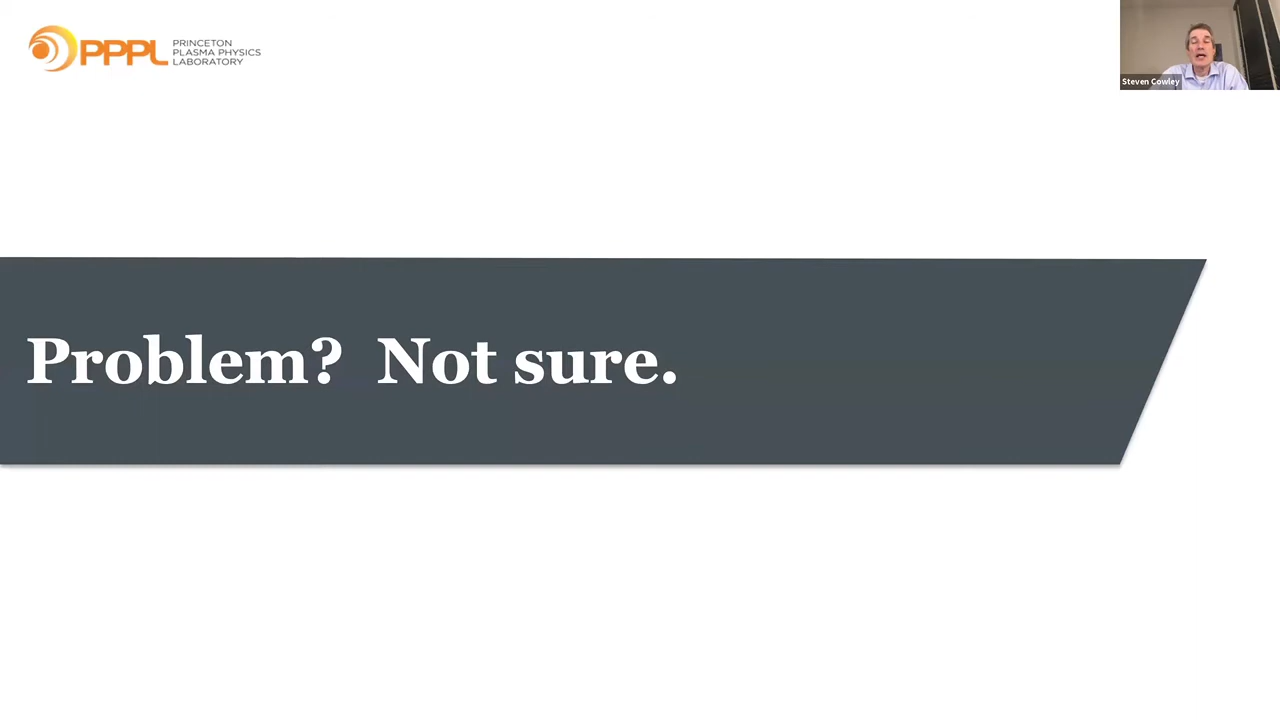 PPPL PRINCETON
PLASMA PHYSICS
LABORATORY
Steven Cowley
Problem? Not sure.